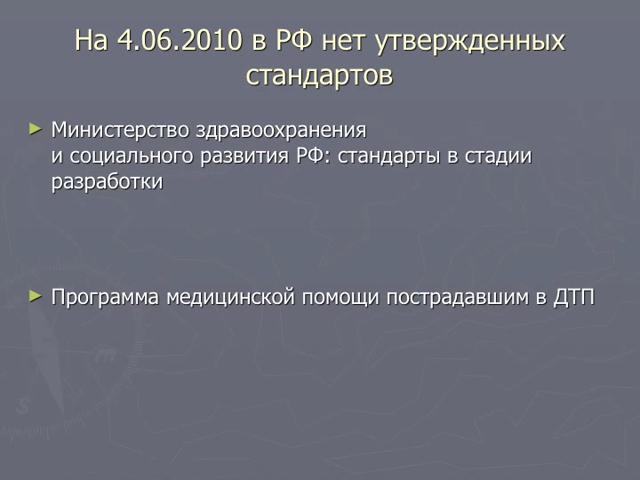 На 4.06.2010 в РФ нет утвержденных
стандартов
► Министерство здравоохранения
и социального развития РФ: стандарты в стадии
разработки
► Программа медицинской помощи пострадавшим в ДТП
m
s